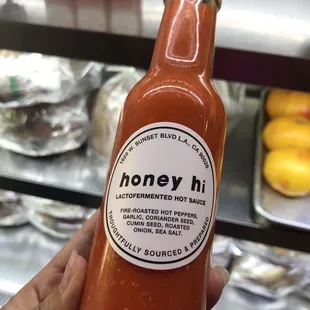 1620 W. SUNSET BLVD L.A., CA 90026
honey hi
LACTOFERMENTED HOT SAUCE
FIRE-ROASTED HOT PEPPERS,
GARLIC, CORIANDER SEED,
CUMIN SEED, ROASTED
ONION, SEA SALT.
THOUGHTFULLY SOURCED & PREPARED